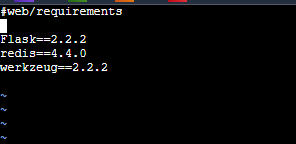 #web/requirements
Flask==2.2.2
redis==4.4.0
werkzeug==2.2.2
~
~
~
~